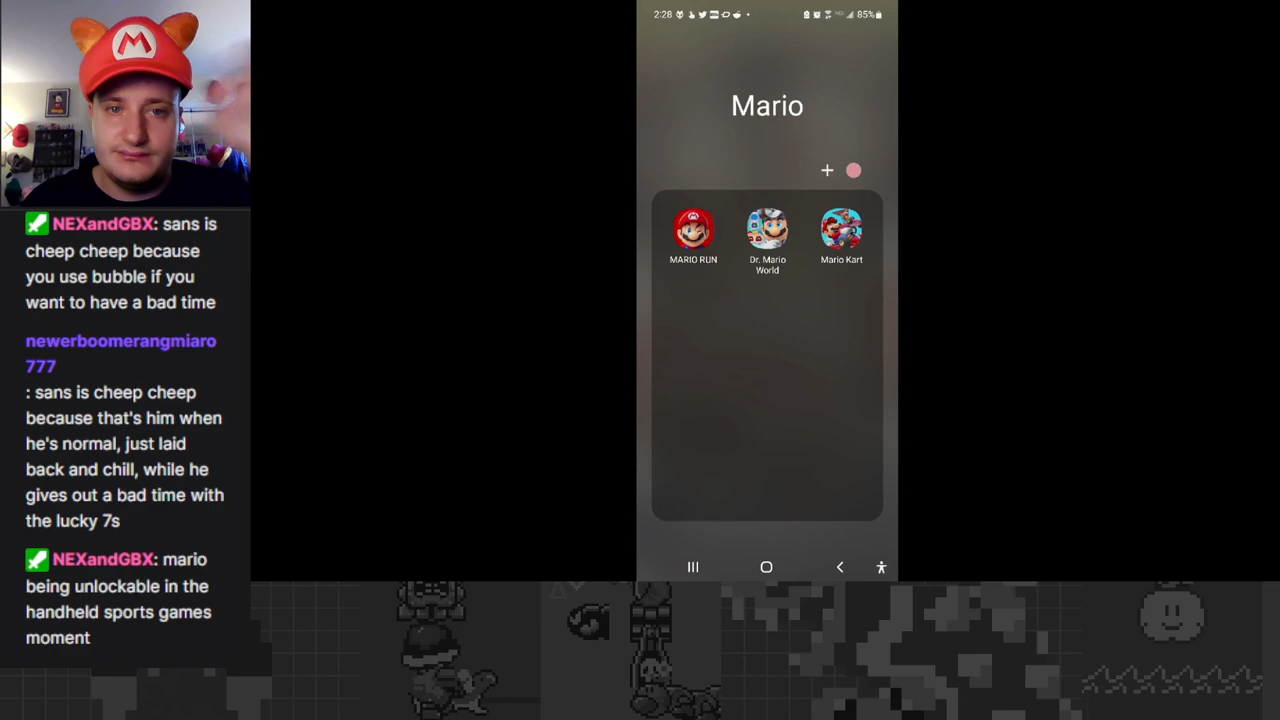 NEXandGBX: sans is
cheep cheep because
you use bubble if you
want to have a bad time
newerboomerangmiaro
777
: sans is cheep cheep
because that's him when
he's normal, just laid
back and chill, while he
gives out a bad time with
the lucky 7s
NEXandGBX: mario
being unlockable in the
handheld sports games
moment
2:28
85%
Mario
+
MARIO RUN
Dr. Mario
World
Mario Kart
M